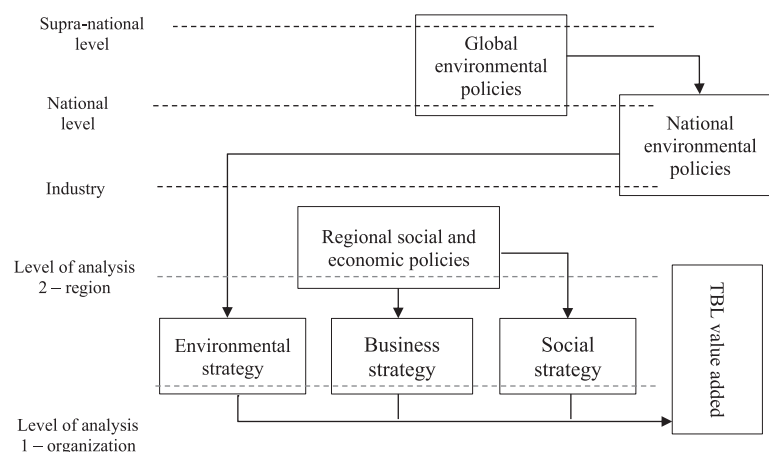 Supra-national
level
Global
environmental
policies
National
level
National
environmental
policies
Industry
Regional social and
economic policies
Level of analysis
2 – region
TBL value added
Environmental
strategy
Business
strategy
Social
strategy
Level of analysis
1 – organization